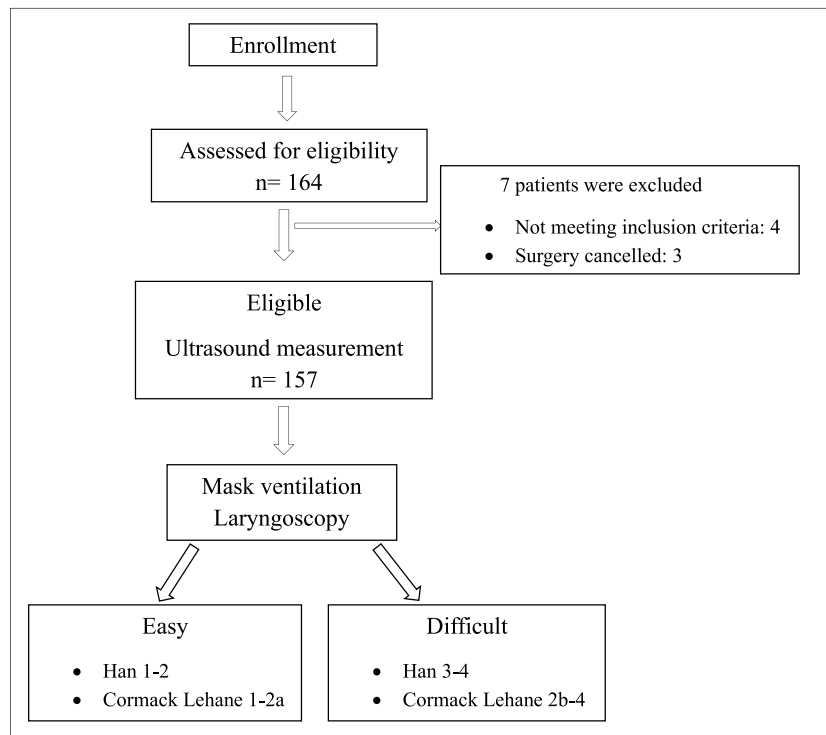 Enrollment
Assessed for eligibility
n= 164
7 patients were excluded
• Not meeting inclusion criteria: 4
• Surgery cancelled: 3
Eligible
Ultrasound measurement
n= 157
Mask ventilation
Laryngoscopy
Easy
• Han 1-2
• Cormack Lehane 1-2a
Difficult
• Han 3-4
• Cormack Lehane 2b-4